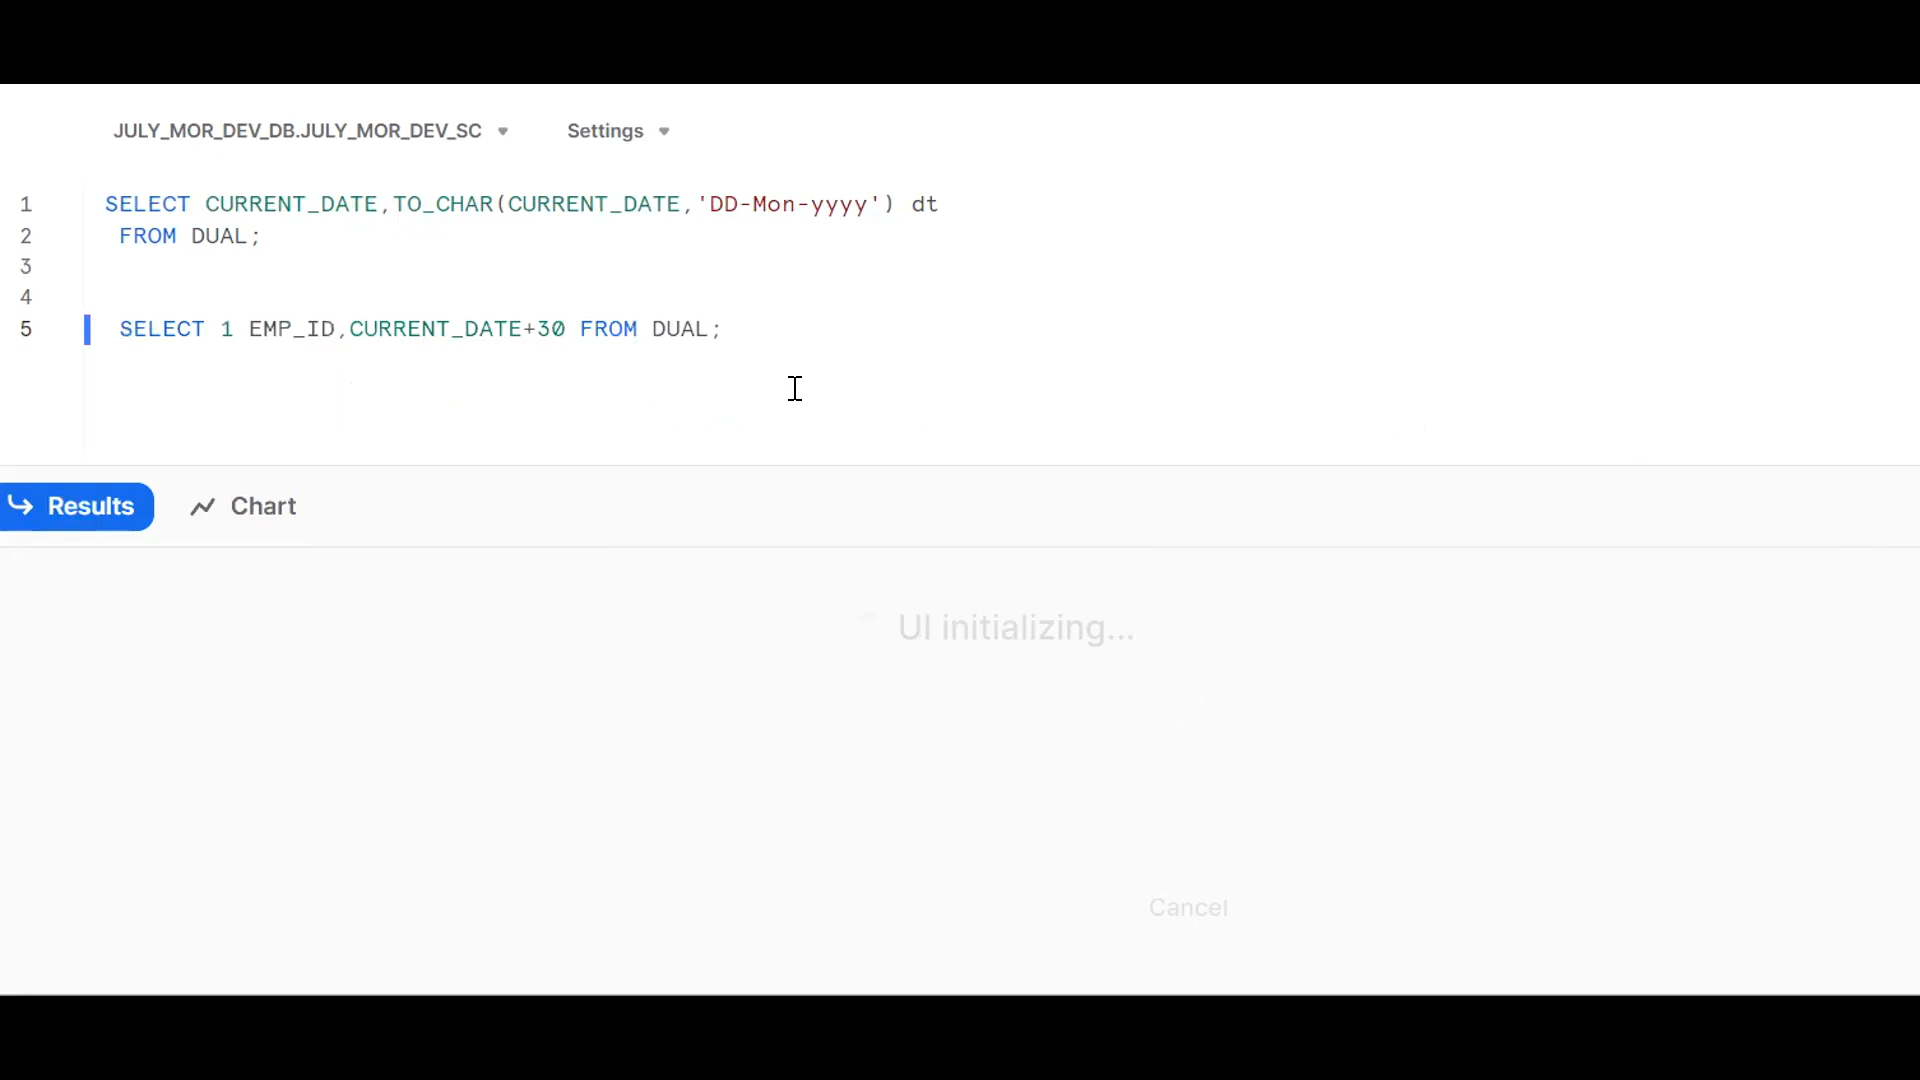 JULY_MOR_DEV_DB.JULY_MOR_DEV_SC Settings
1 SELECT CURRENT_DATE,TO_CHAR(CURRENT_DATE,'DD-Mon-yyyy') dt
2 FROM DUAL;
3
4
5 SELECT 1 EMP_ID,CURRENT_DATE+30 FROM DUAL;
Results Chart
UI initializing...
Cancel